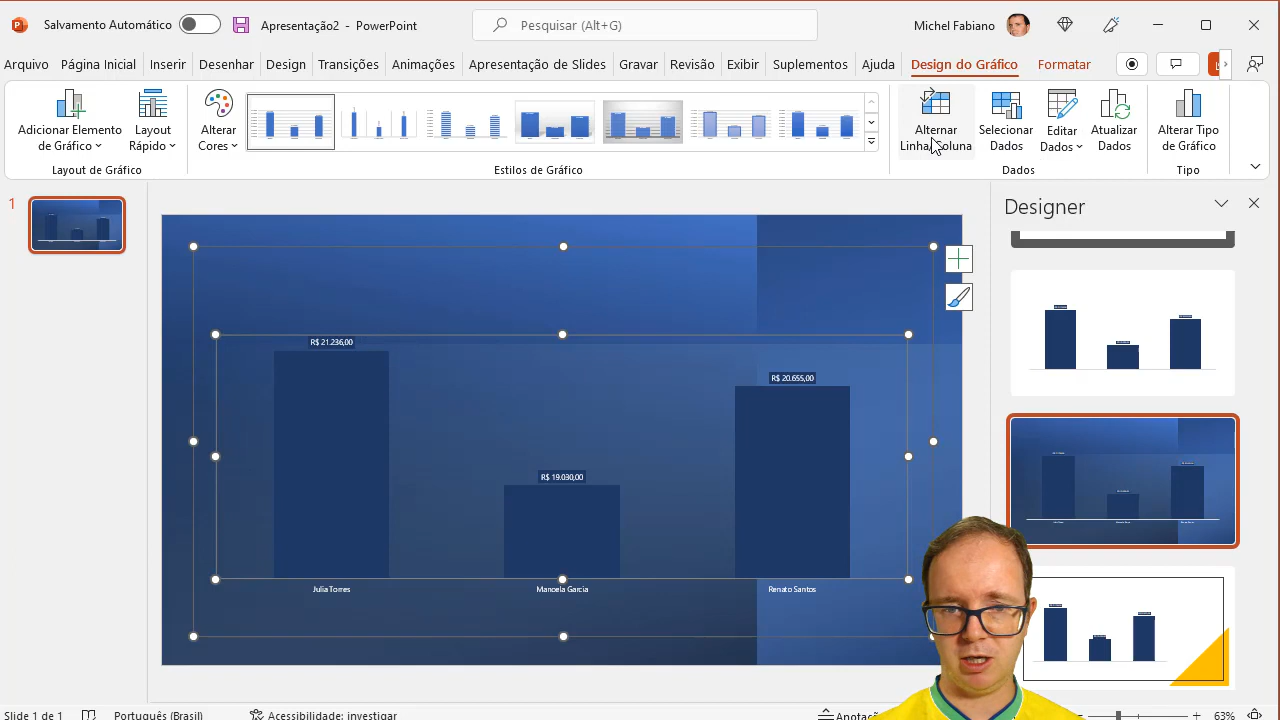 Salvamento Automático
Apresentação2 - PowerPoint
Pesquisar (Alt+G)
Michel Fabiano
Arquivo
Página Inicial
Inserir
Desenhar
Design
Transições
Animações
Apresentação de Slides
Gravar
Revisão
Exibir
Suplementos
Ajuda
Design do Gráfico
Formatar
Adicionar Elemento
de Gráfico
Layout
Rápido
Alterar
Cores
Alternar
Linha/Coluna
Selecionar
Dados
Editar
Dados
Atualizar
Dados
Alterar Tipo
de Gráfico
Layout de Gráfico
Estilos de Gráfico
Dados
Tipo
1
Designer
R$ 21.236,00
R$ 20.655,00
R$ 19.030,00
Julia Torres
Manoela Garcia
Renato Santos
Slide 1 de 1
Português (Brasil)
Acessibilidade: investigar
63%